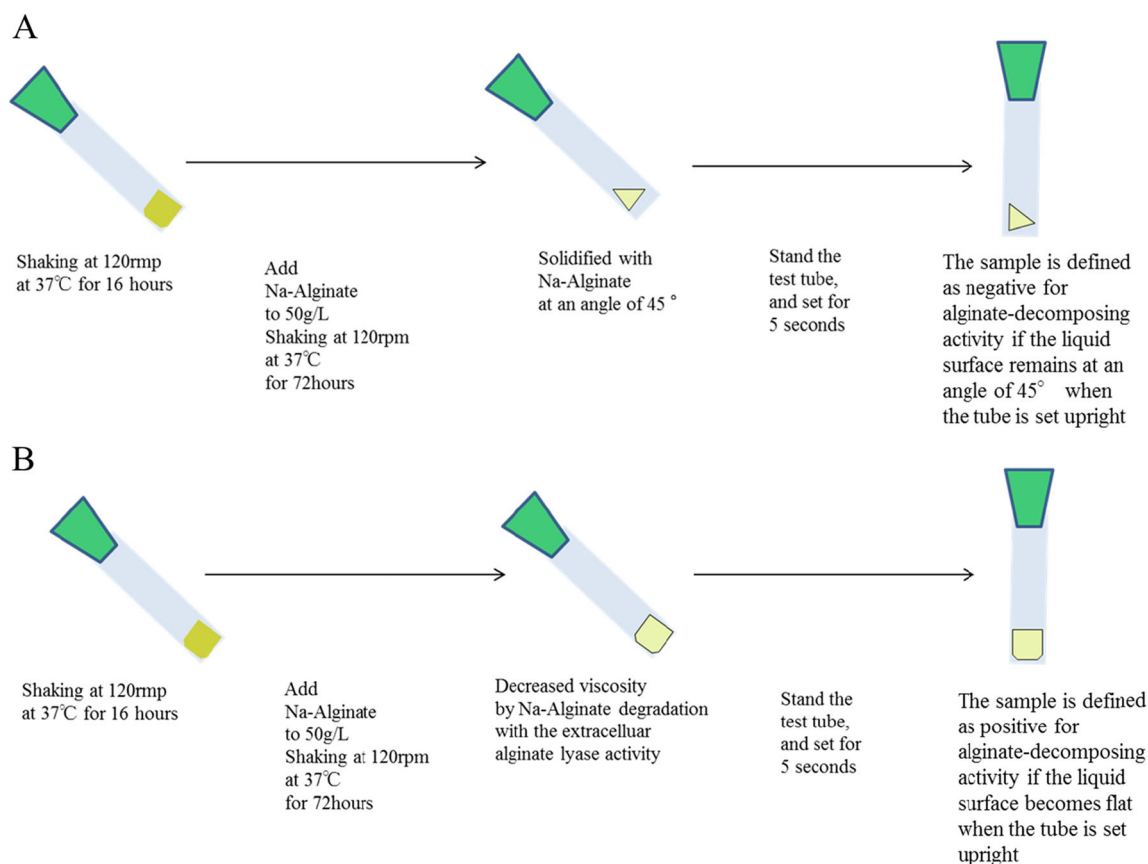 A
Shaking at 120rmp
at 37℃ for 16 hours
Add
Na-Alginate
to 50g/L
Shaking at 120rpm
at 37℃
for 72hours
Solidified with
Na-Alginate
at an angle of 45°
Stand the
test tube,
and set for
5 seconds
The sample is defined
as negative for
alginate-decomposing
activity if the liquid
surface remains at an
angle of 45° when
the tube is set upright
B
Shaking at 120rmp
at 37℃ for 16 hours
Add
Na-Alginate
to 50g/L
Shaking at 120rpm
at 37℃
for 72hours
Decreased viscosity
by Na-Alginate degradation
with the extracelluar
alginate lyase activity
Stand the
test tube,
and set for
5 seconds
The sample is defined
as positive for
alginate-decomposing
activity if the liquid
surface becomes flat
when the tube is set
upright